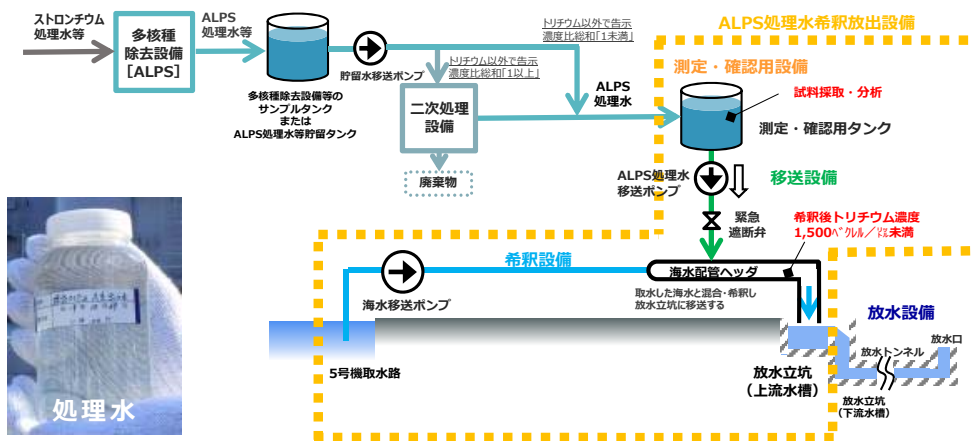 ストロンチウム
処理水等
多核種
除去設備
[ALPS]
ALPS
処理水等
貯留水移送ポンプ
多核種除去設備等の
サンプルタンク
または
ALPS処理水等貯留タンク
トリチウム以外で告示
濃度比総和「1未満」
トリチウム以外で告示
濃度比総和「1以上」
二次処理
設備
廃棄物
ALPS
処理水
ALPS処理水希釈放出設備
測定・確認用設備
試料採取・分析
測定・確認用タンク
ALPS処理水
移送ポンプ
移送設備
緊急
遮断弁
希釈後トリチウム濃度
1,500ベクレル/リットル未満
希釈設備
海水配管ヘッダ
海水移送ポンプ
取水した海水と混合・希釈し
放水立坑に移送する
放水設備
放水口
放水トンネル
5号機取水路
放水立坑
(上流水槽)
放水立坑
(下流水槽)
処理水